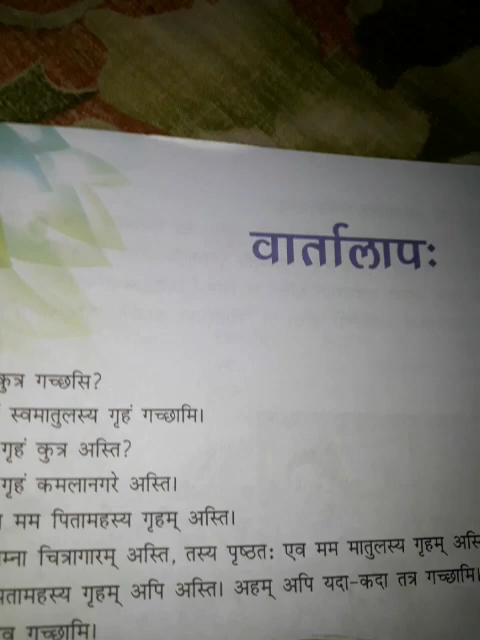 वार्तालापः
कुत्र गच्छसि?
स्वमातुलस्य गृहं गच्छामि।
गृहं कुत्र अस्ति?
गृहं कमलानगरे अस्ति।
मम पितामहस्य गृहम् अस्ति।
चित्रागारम् अस्ति, तस्य पृष्ठतः एव मम मातुलस्य गृहम्
गृहम् अपि अस्ति। अहम् अपि यदा-कदा तत्र गच्छामि।
गच्छामि।